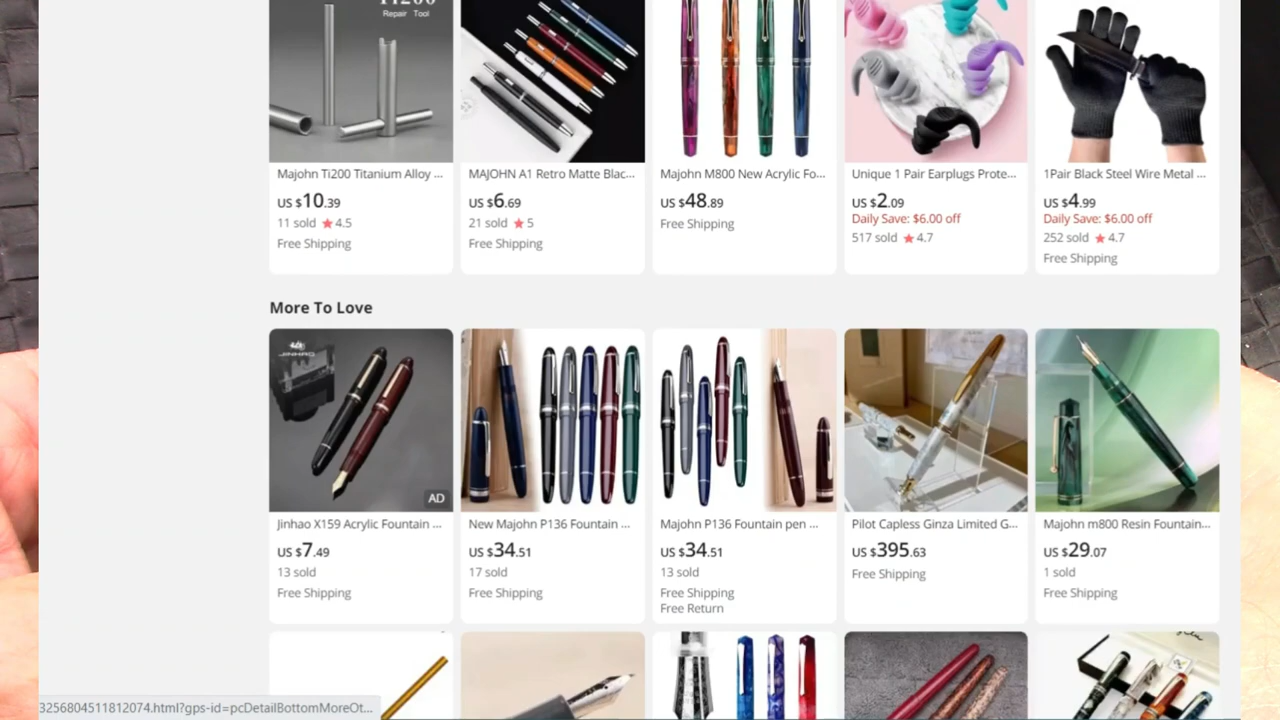 Repair Tool
Majohn Ti200 Titanium Alloy ...
US $10.39
11 sold ★ 4.5
Free Shipping
MAJOHN A1 Retro Matte Blac...
US $6.69
21 sold ★ 5
Free Shipping
Majohn M800 New Acrylic Fo...
US $48.89
Free Shipping
Unique 1 Pair Earplugs Prote...
US $2.09
Daily Save: $6.00 off
517 sold ★ 4.7
1Pair Black Steel Wire Metal ...
US $4.99
Daily Save: $6.00 off
252 sold ★ 4.7
Free Shipping
More To Love
JINHAO
AD
Jinhao X159 Acrylic Fountain ...
US $7.49
13 sold
Free Shipping
New Majohn P136 Fountain ...
US $34.51
17 sold
Free Shipping
Majohn P136 Fountain pen ...
US $34.51
13 sold
Free Shipping
Free Return
Pilot Capless Ginza Limited G...
US $395.63
Free Shipping
Majohn m800 Resin Fountain...
US $29.07
1 sold
Free Shipping
3256804511812074.html?gps-id=pcDetailBottomMoreOt...